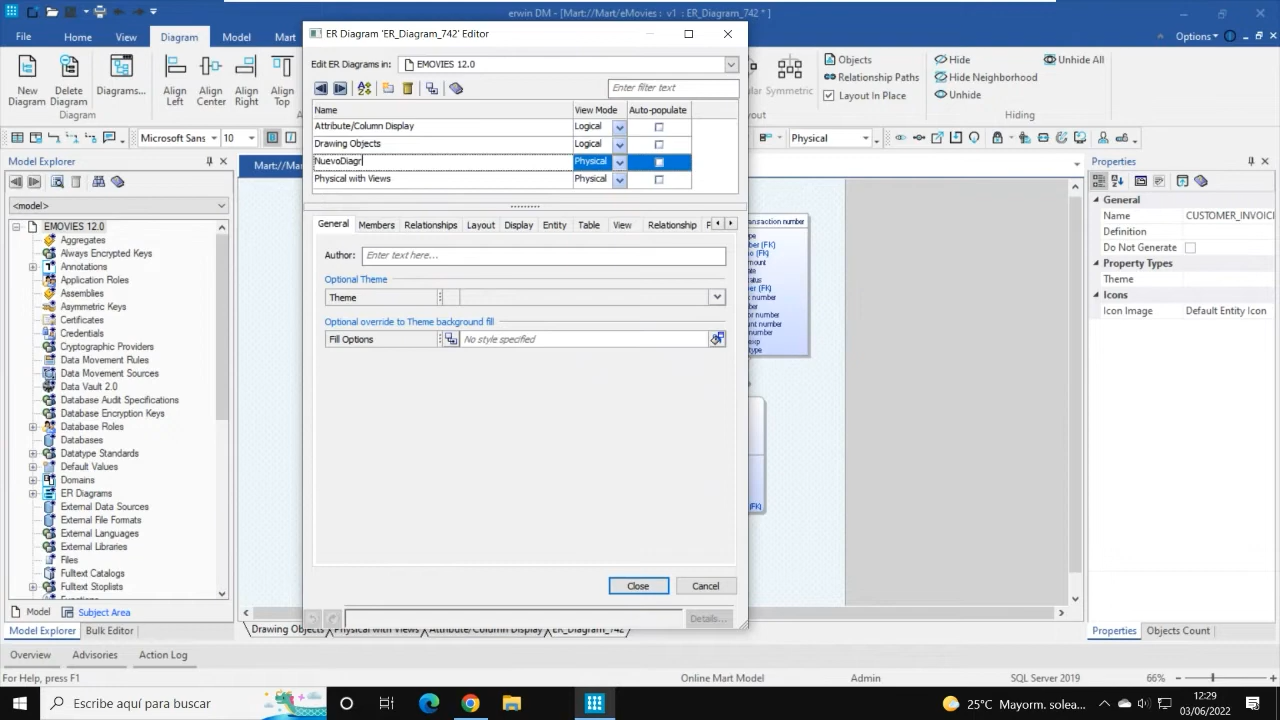 erwin DM - [Mart://Mart/eMovies : v1 : ER_Diagram_742 * ]
File
Home
View
Diagram
Model
Mart
Options
New Diagram
Delete Diagram
Diagrams...
Diagram
Align Left
Align Center
Align Right
Align Top
Symmetric
Objects
Relationship Paths
Layout In Place
Hide
Hide Neighborhood
Unhide
Unhide All
Hiding
Microsoft Sans
10
Physical
Model Explorer
<model>
EMOVIES 12.0
Aggregates
Always Encrypted Keys
Annotations
Application Roles
Assemblies
Asymmetric Keys
Certificates
Credentials
Cryptographic Providers
Data Movement Rules
Data Movement Sources
Data Vault 2.0
Database Audit Specifications
Database Encryption Keys
Database Roles
Databases
Datatype Standards
Default Values
Domains
ER Diagrams
External Data Sources
External File Formats
External Languages
External Libraries
Files
Fulltext Catalogs
Fulltext Stoplists
Model
Subject Area
Model Explorer
Bulk Editor
ER Diagram 'ER_Diagram_742' Editor
Edit ER Diagrams in:
EMOVIES 12.0
Enter filter text
Name
View Mode
Auto-populate
Attribute/Column Display
Logical
Drawing Objects
Logical
NuevoDiagr
Physical
Physical with Views
Physical
General
Members
Relationships
Layout
Display
Entity
Table
View
Relationship
Author:
Enter text here...
Optional Theme
Theme
Optional override to Theme background fill
Fill Options
No style specified
Close
Cancel
Details...
Drawing Objects
Physical with Views
Attribute/Column Display
ER_Diagram_742
Properties
General
Name
CUSTOMER_INVOIC
Definition
Do Not Generate
Property Types
Theme
Icons
Icon Image
Default Entity Icon
Properties
Objects Count
Overview
Advisories
Action Log
For Help, press F1
Online Mart Model
Admin
SQL Server 2019
66%
Escribe aquí para buscar
25°C Mayorm. solea...
12:29
03/06/2022